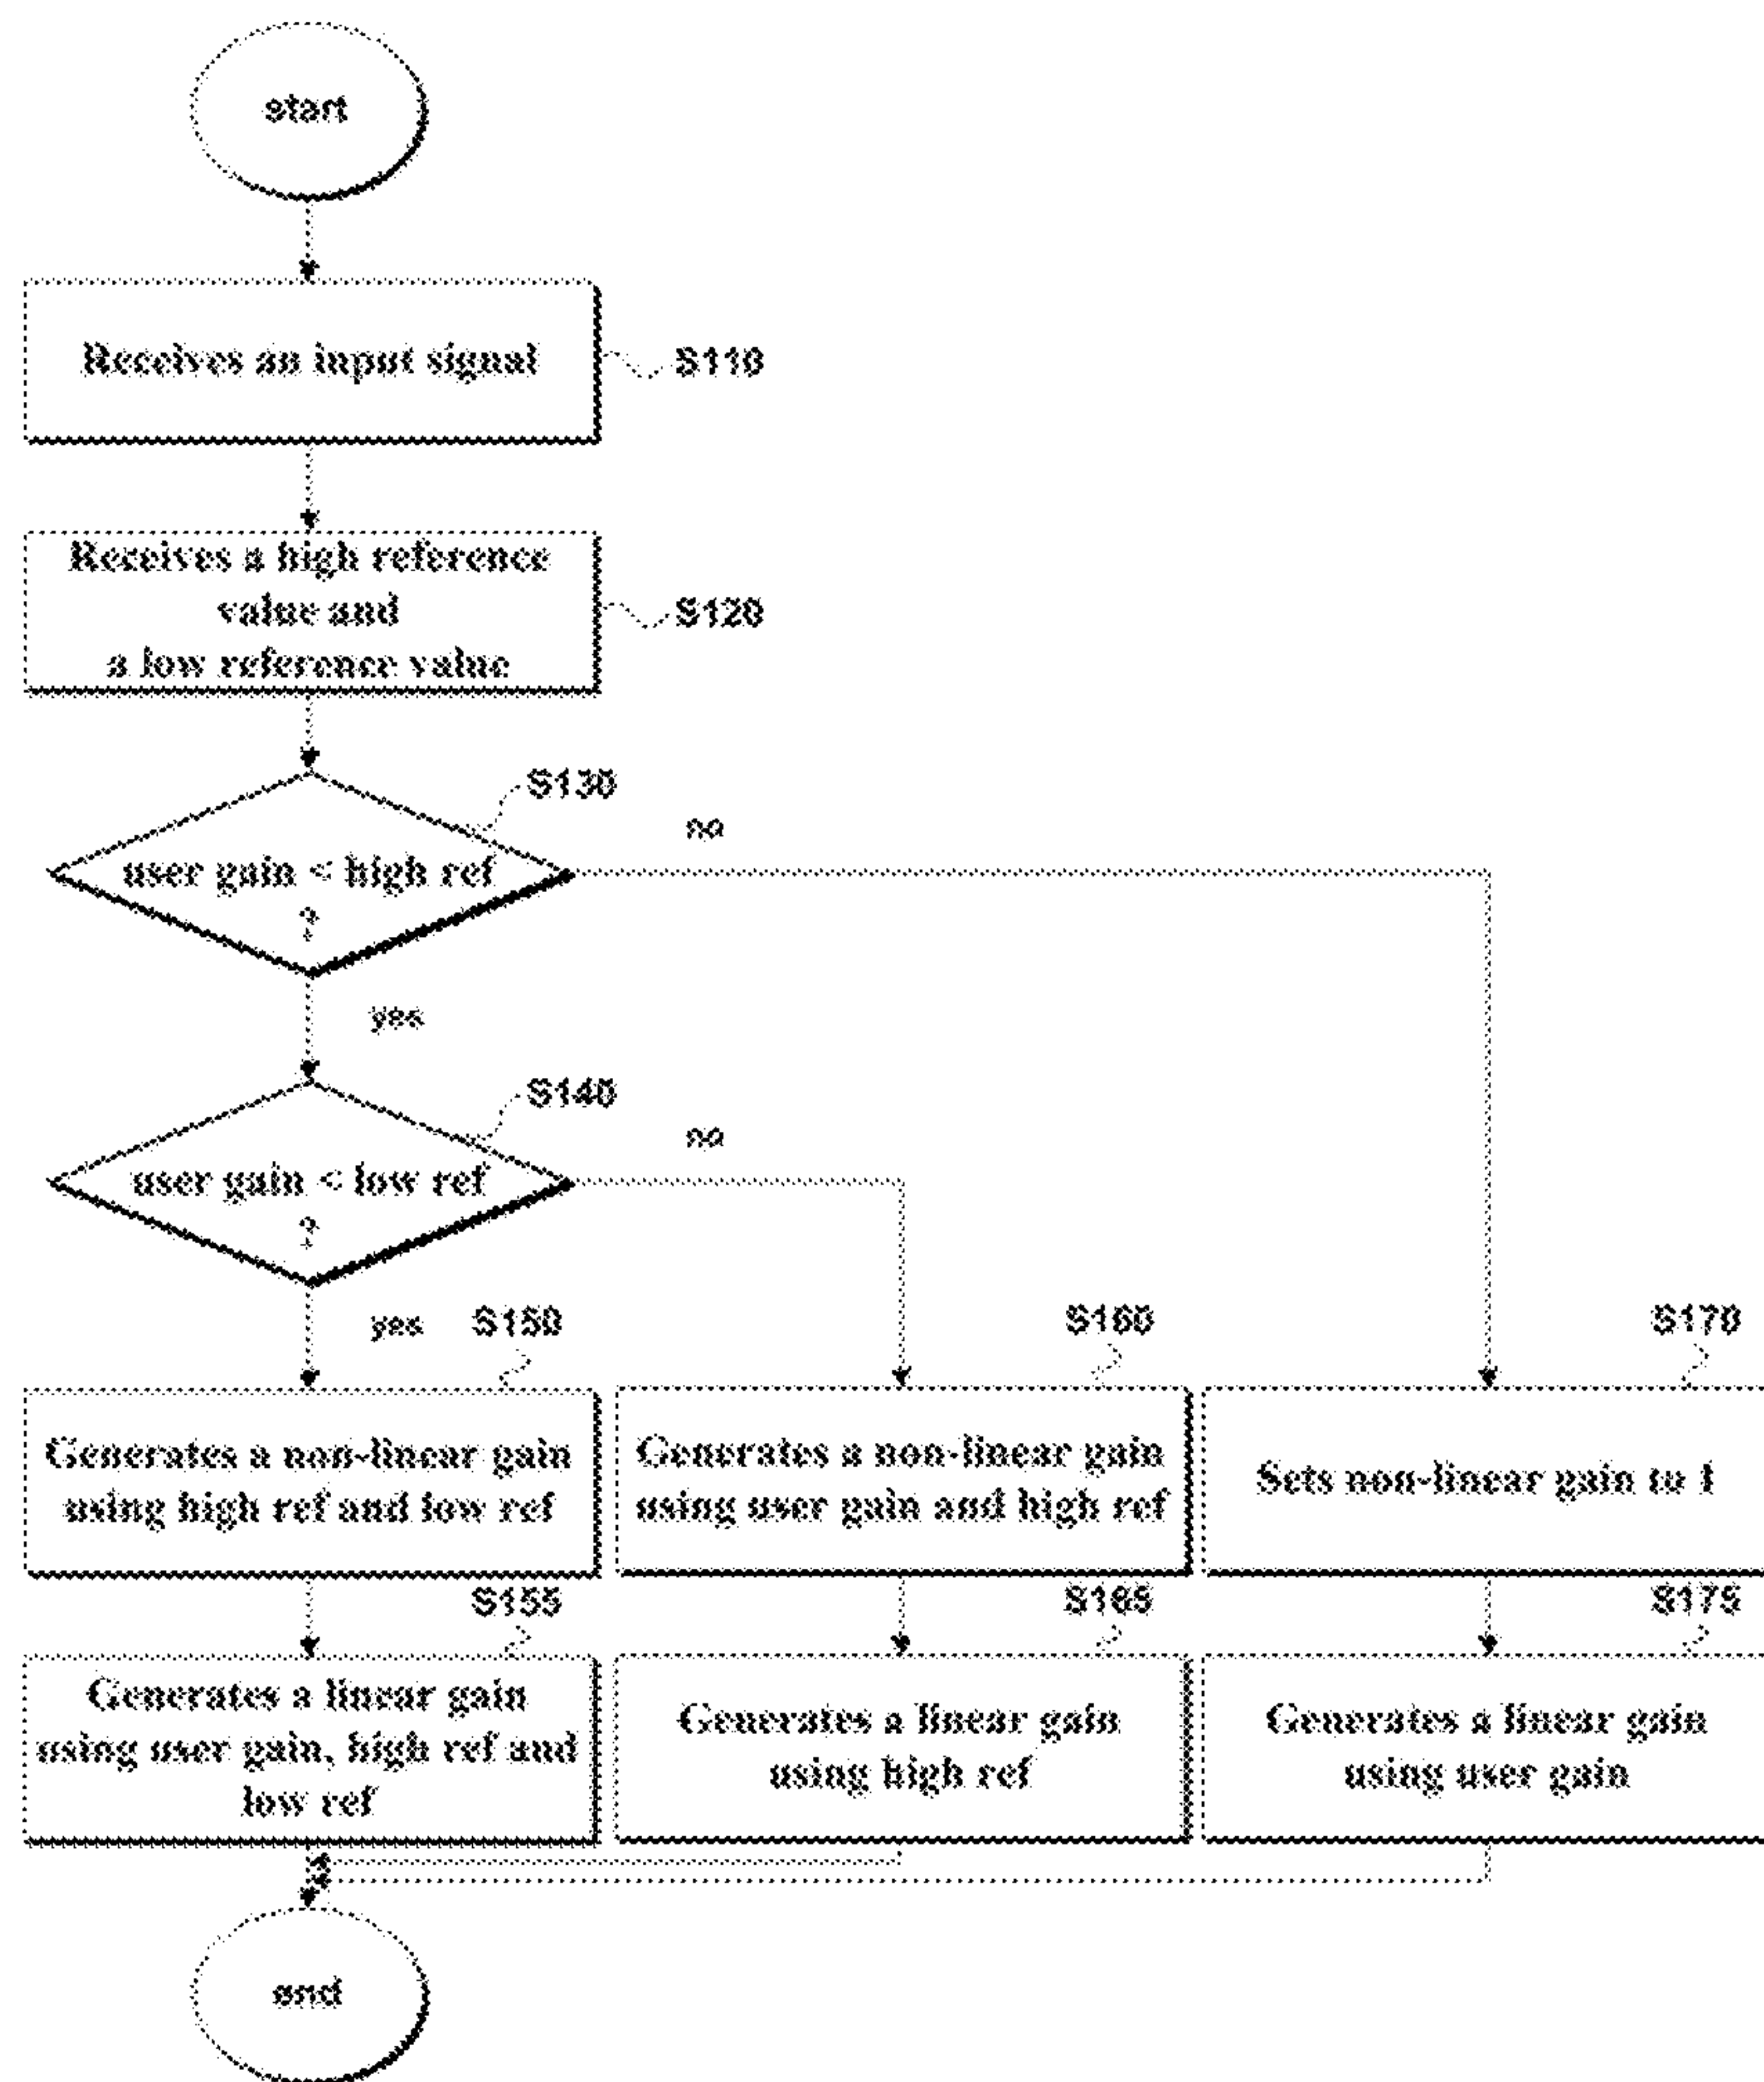 start
Receives an input signal
S110
Receives a high reference
value and
a low reference value
S120
S130
user gain < high ref
?
no
yes
S140
user gain < low ref
?
no
yes
S150
S160
S170
Generates a non-linear gain
using high ref and low ref
Generates a non-linear gain
using user gain and high ref
Sets non-linear gain to 1
S155
S165
S175
Generates a linear gain
using user gain, high ref and
low ref
Generates a linear gain
using high ref
Generates a linear gain
using user gain
end